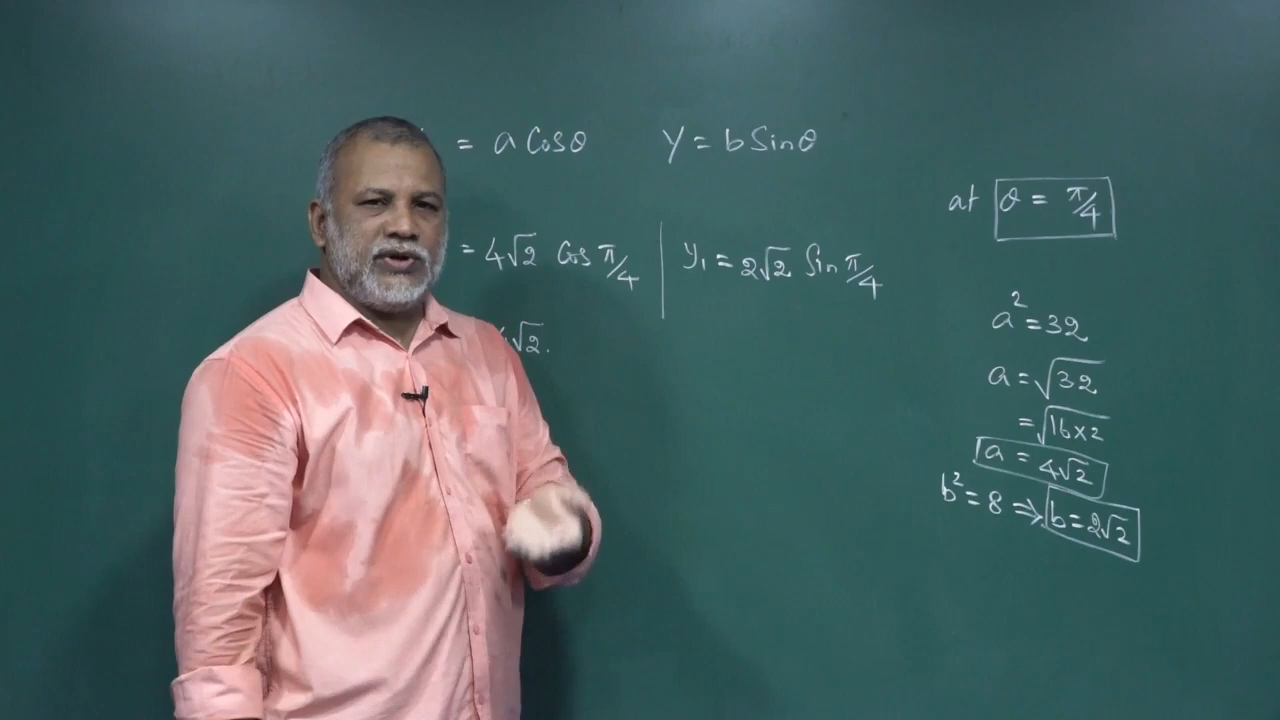 = a Cosθ    y = b Sinθ
= 4√2 Cos π/4 | y₁ = 2√2 Sin π/4
√2.
at θ = π/4
a² = 32
a = √32
= √16×2
a = 4√2
b² = 8 ⇒ b = 2√2